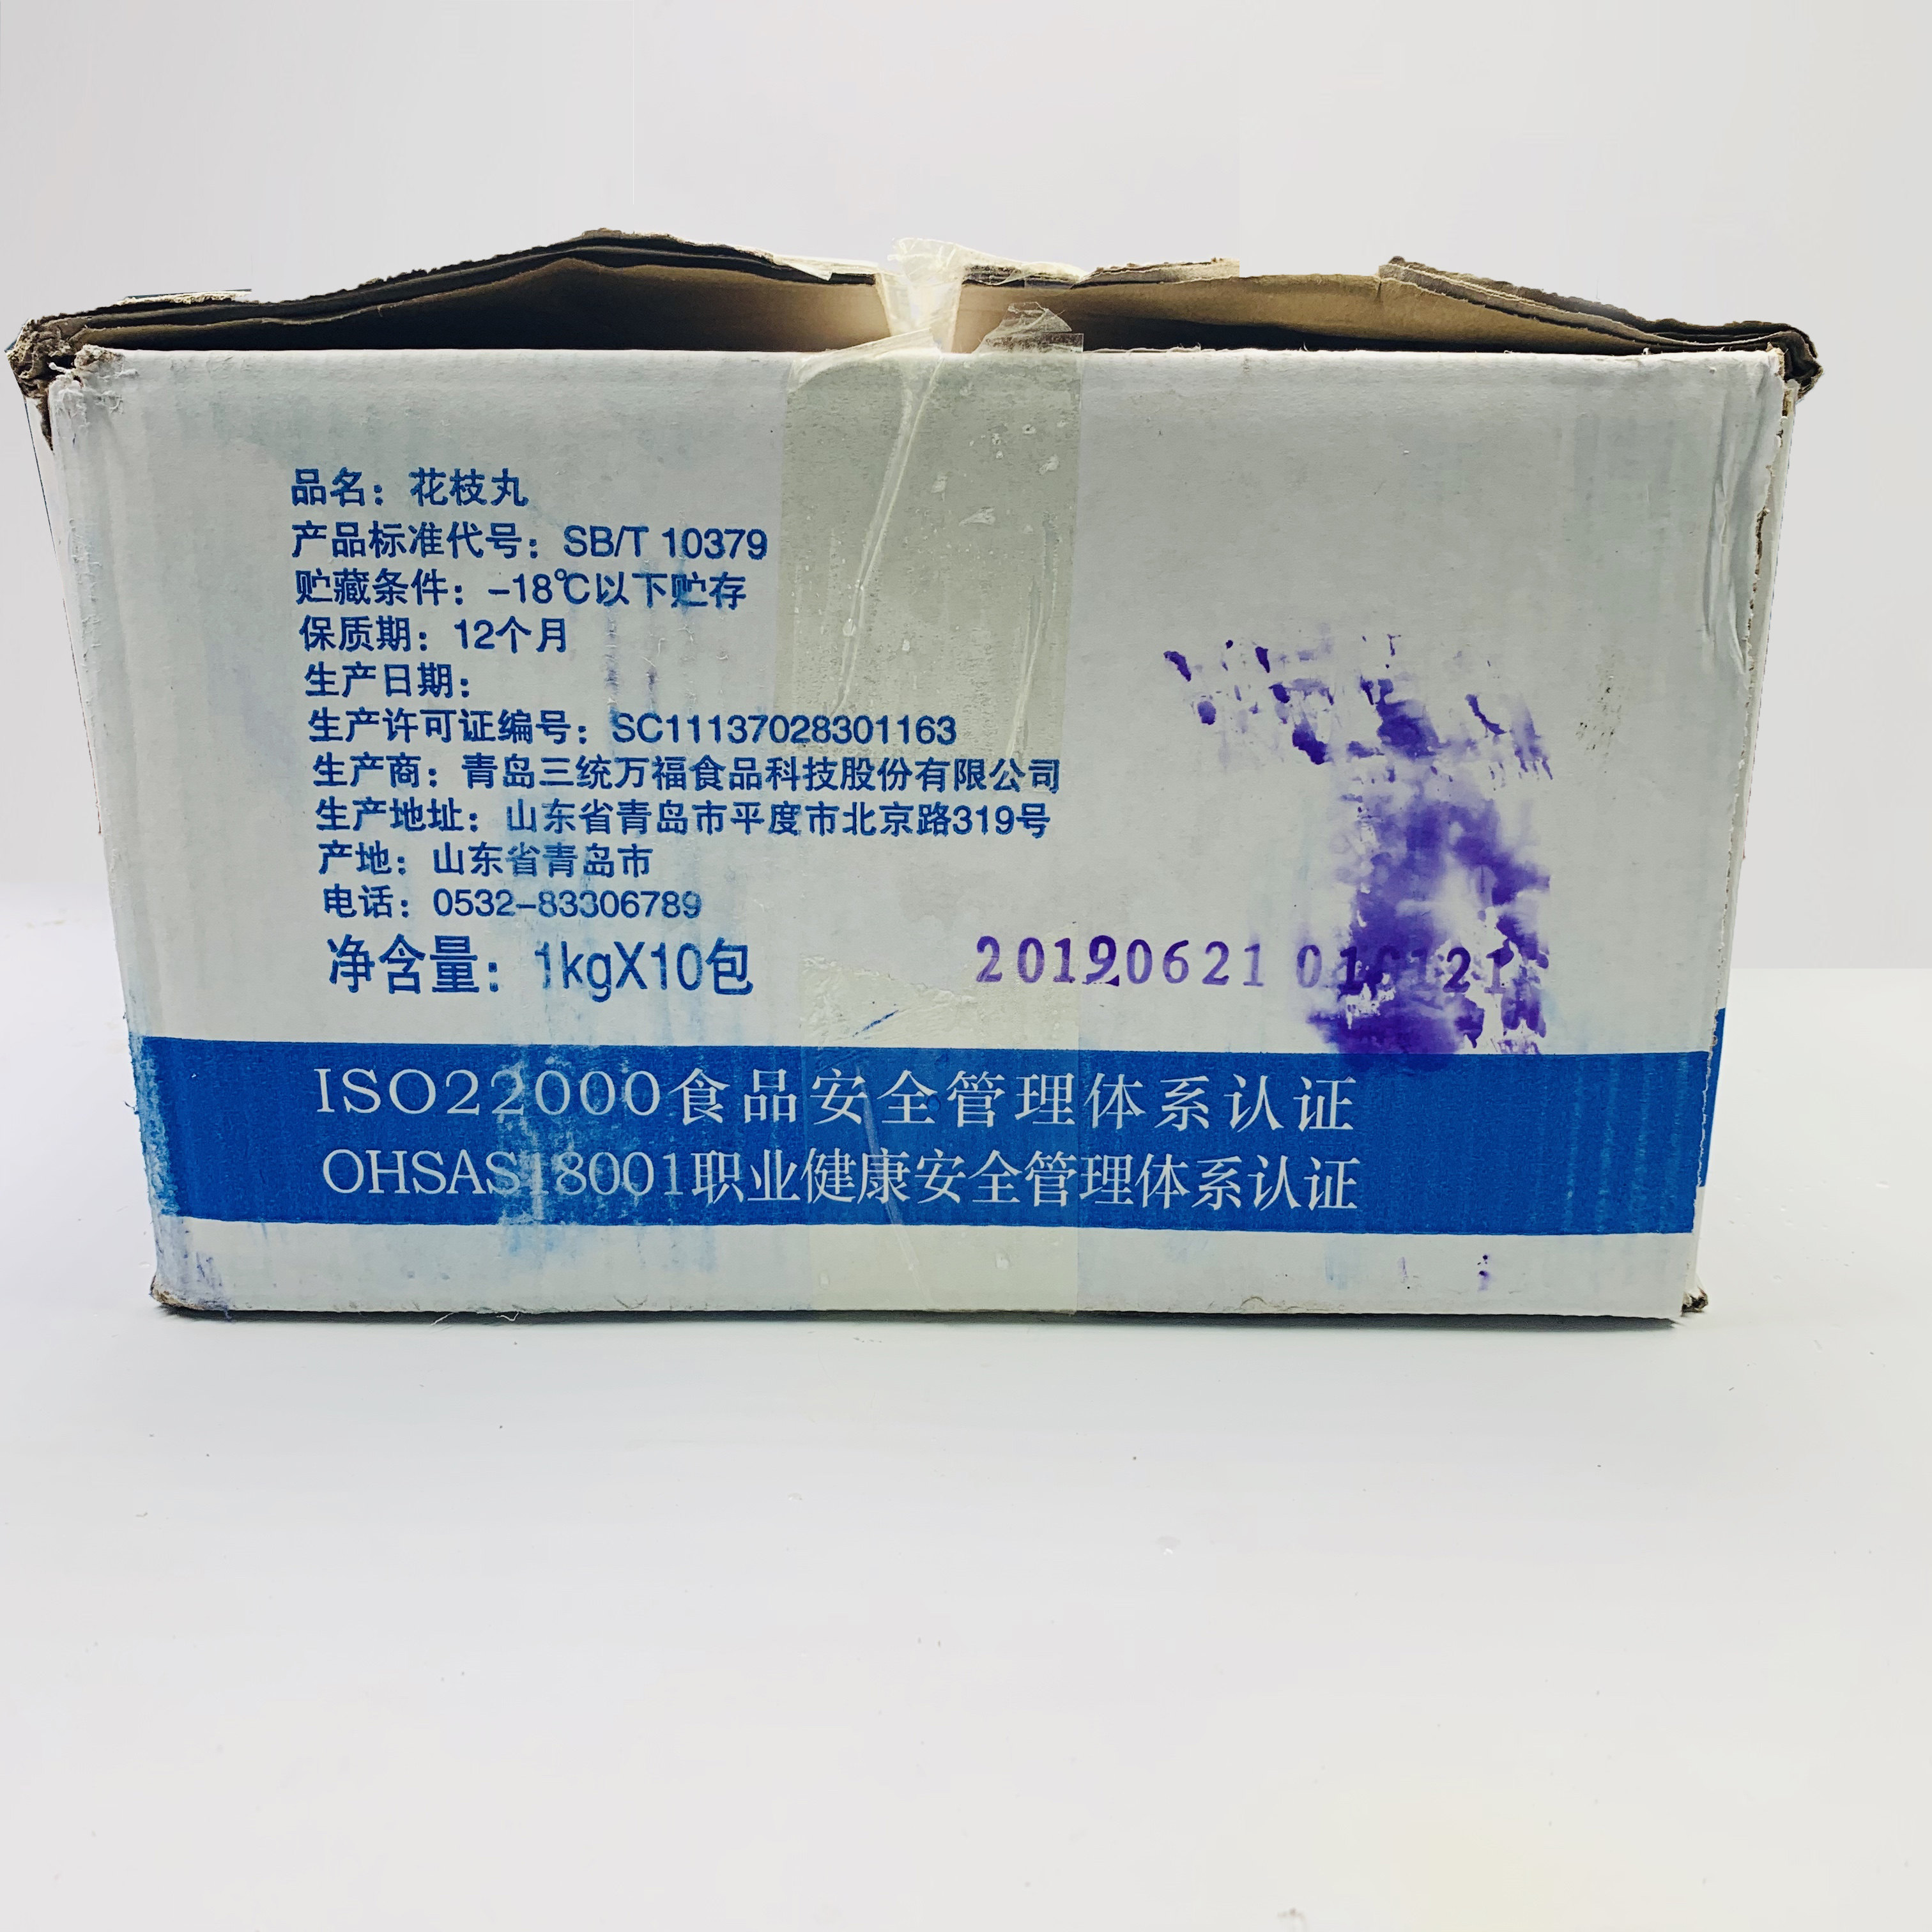 品名：花枝丸
产品标准代号：SB/T 10379
贮藏条件：-18℃以下贮存
保质期：12个月
生产日期：
生产许可证编号：SC11137028301163
生产商：青岛三统万福食品科技股份有限公司
生产地址：山东省青岛市平度市北京路319号
产地：山东省青岛市
电话：0532-83306789
净含量：1kgX10包
20190621
ISO22000食品安全管理体系认证
OHSAS18001职业健康安全管理体系认证